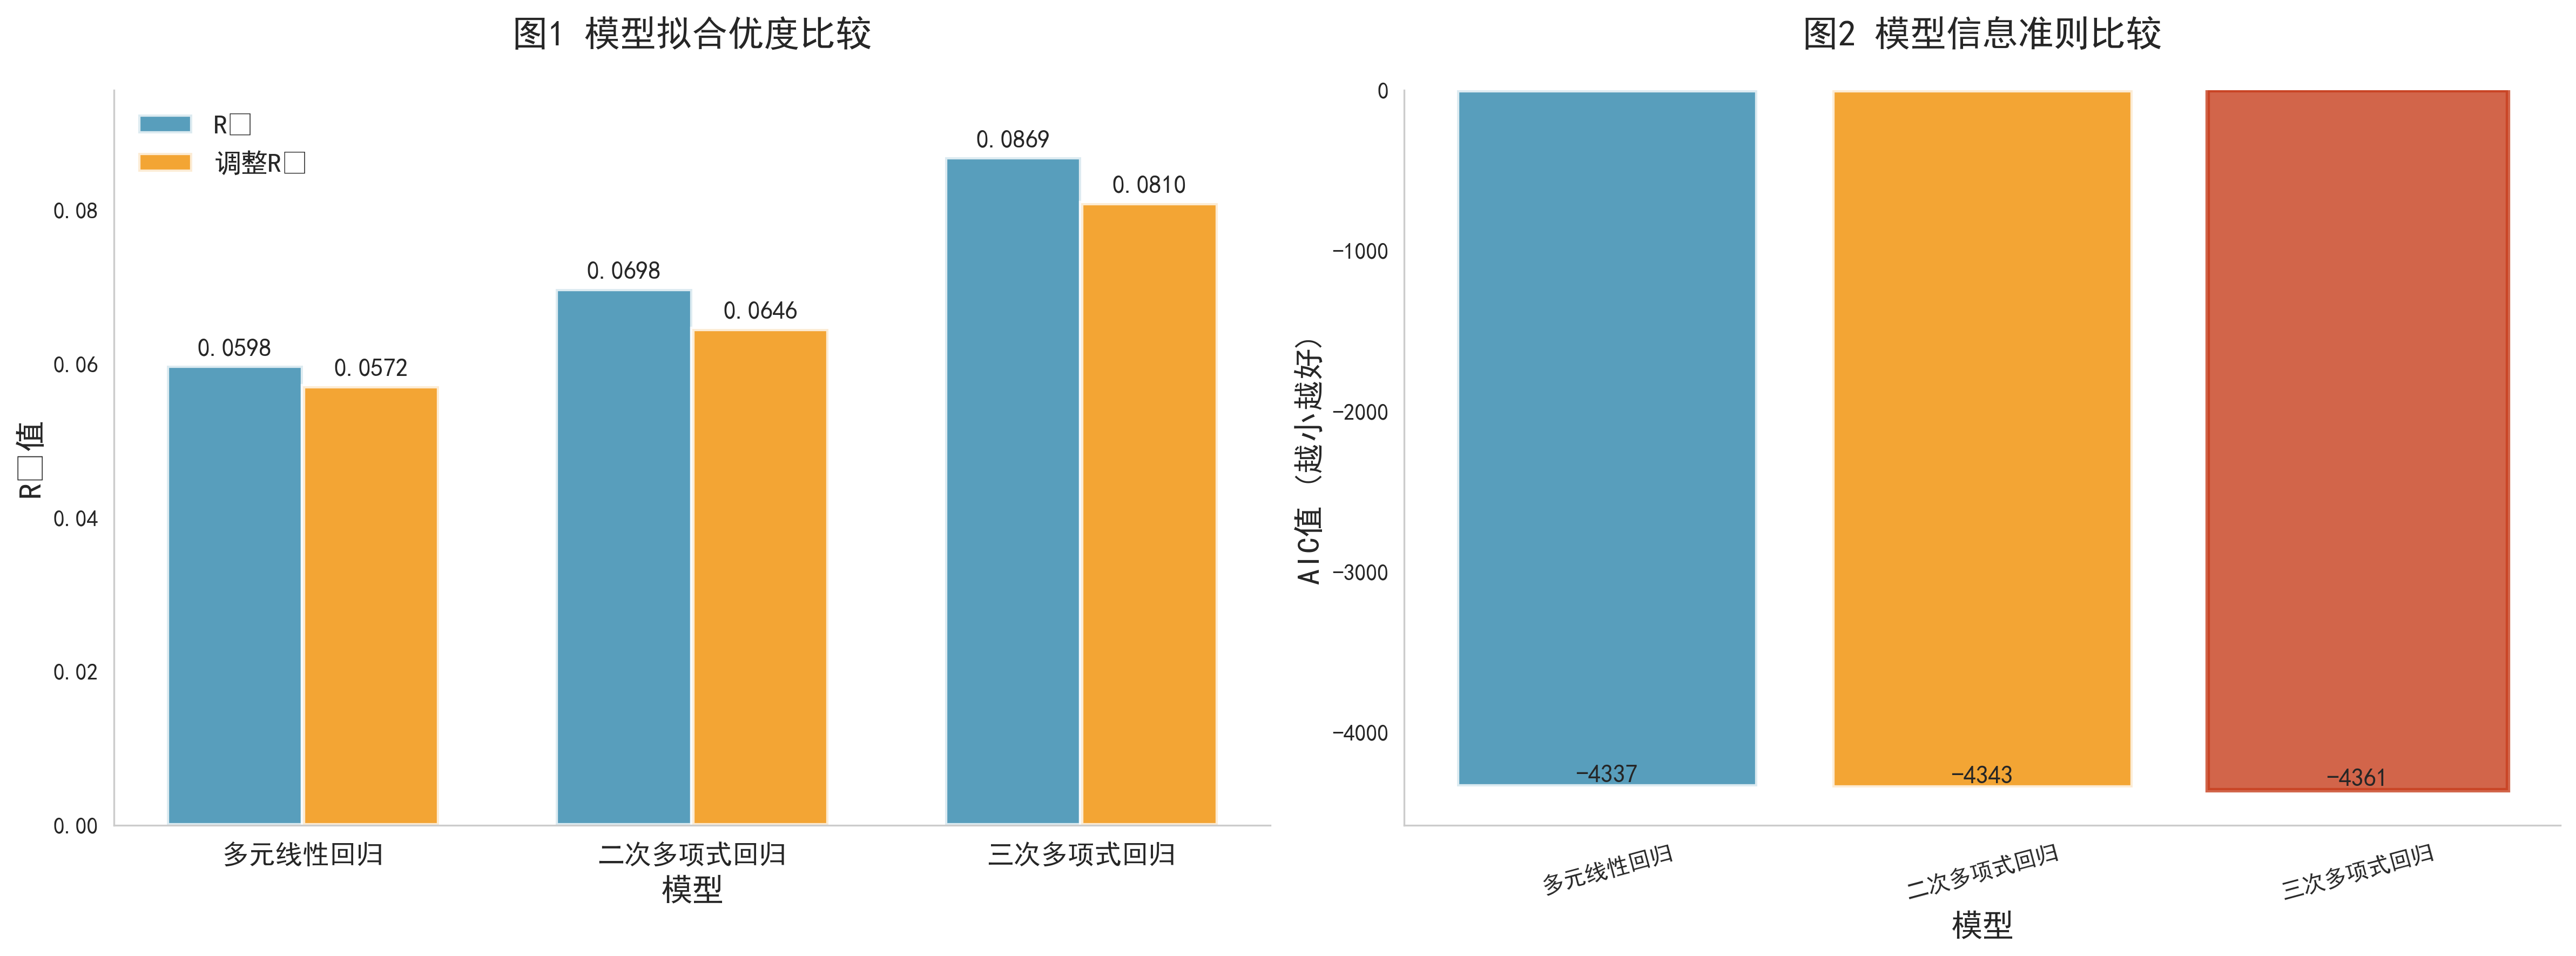 图1 模型拟合优度比较
R□
调整R□
0.0869
0.0810
0.08
0.0698
0.0646
0.0598
0.0572
0.06
R□值
0.04
0.02
0.00
多元线性回归
二次多项式回归
三次多项式回归
模型
图2 模型信息准则比较
0
-1000
AIC值（越小越好）
-2000
-3000
-4000
-4337
-4343
-4361
多元线性回归
二次多项式回归
三次多项式回归
模型